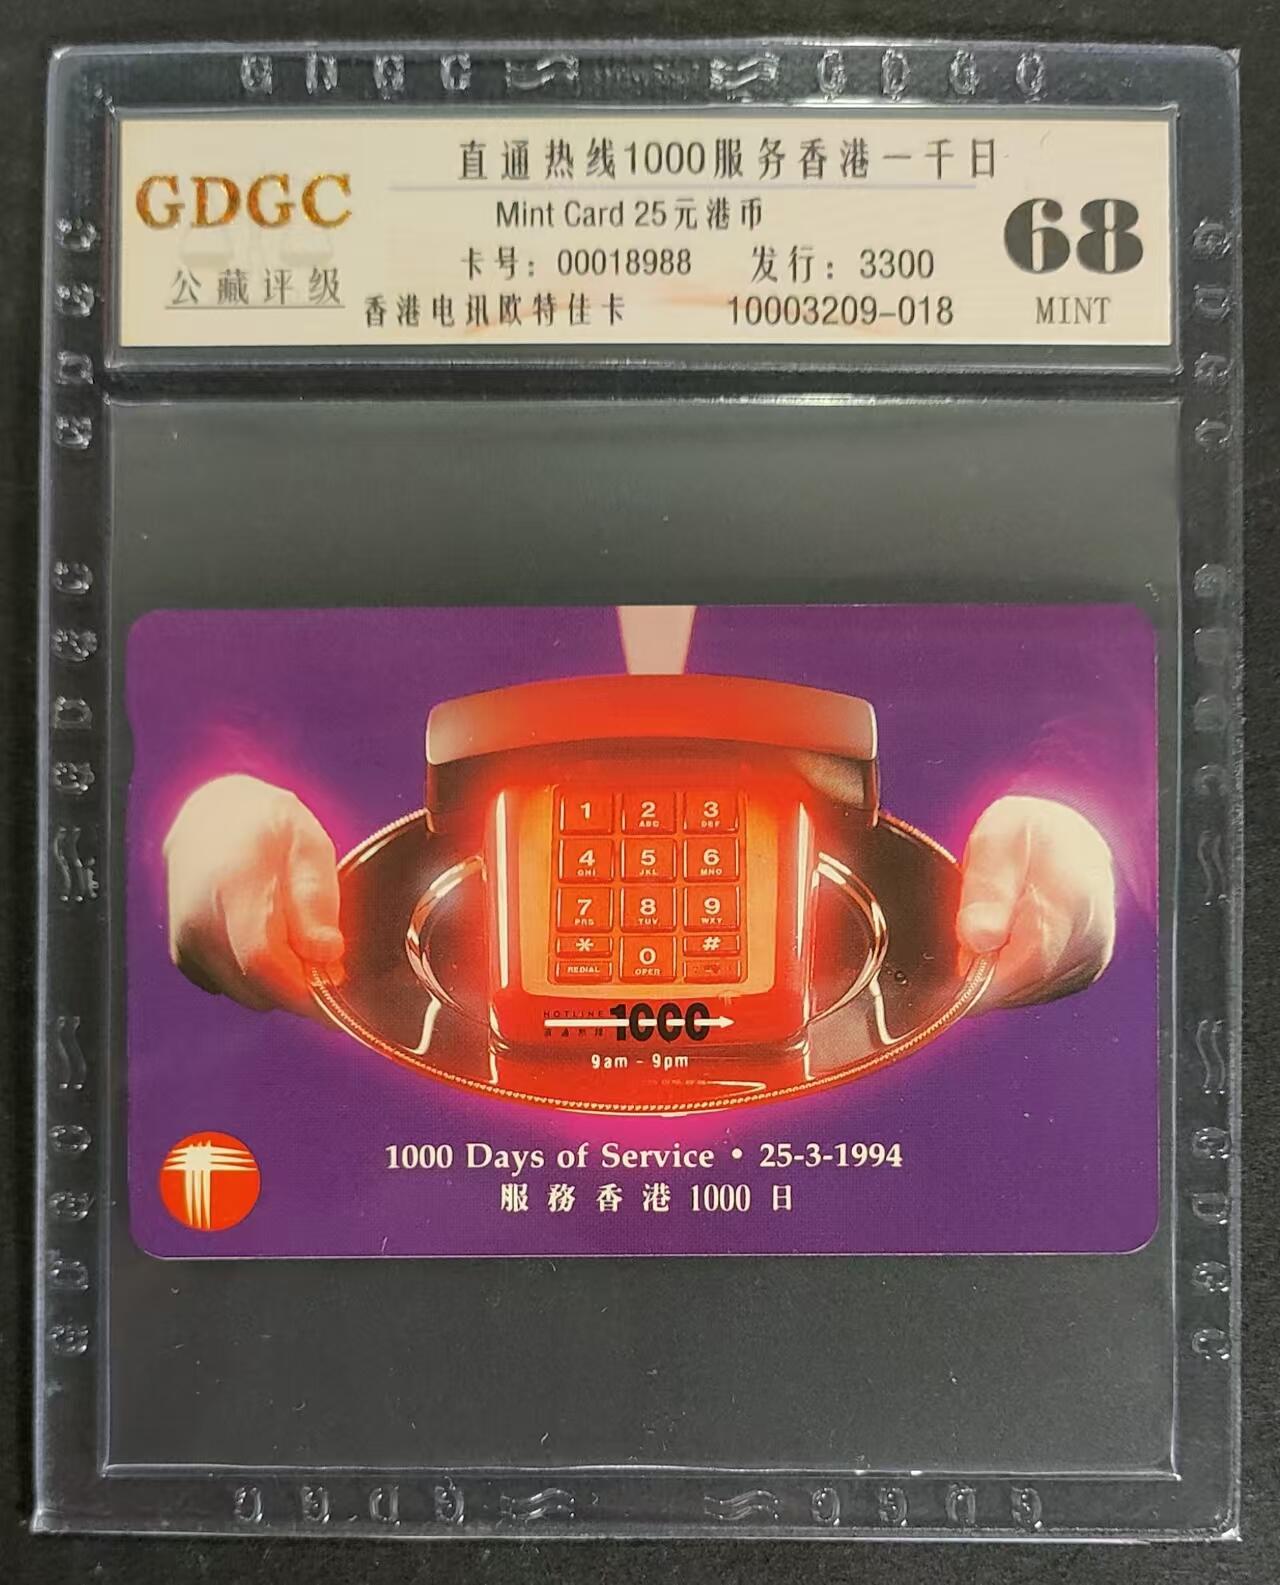 GDGC
公藏评级
直通热线1000服务香港一千日
Mint Card 25元港币
卡号：00018988 发行：3300
香港电讯欧特佳卡 10003209-018
68
MINT
1
2 ABC
3 DEF
4 GHI
5 JKL
6 MNO
7 PRS
8 TUV
9 WXY
*
0 OPER
#
REDIAL
HOTLINE 1000
直通熱線
9am - 9pm
1000 Days of Service • 25-3-1994
服務香港 1000 日